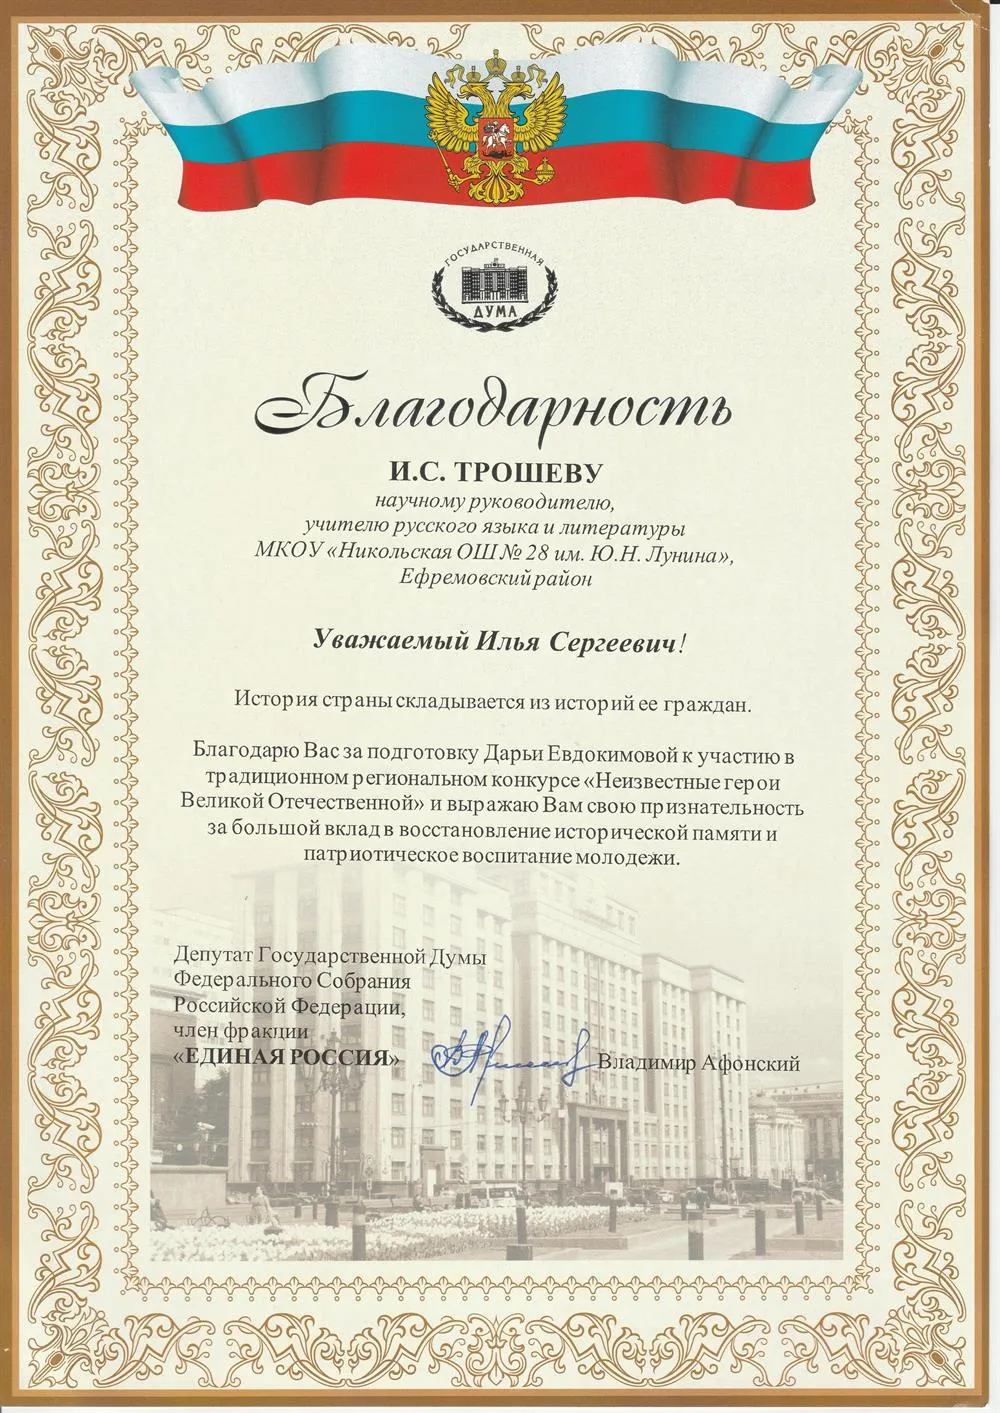 ГОСУДАРСТВЕННАЯ
ДУМА
Благодарность
И.С. ТРОШЕВУ
научному руководителю,
учителю русского языка и литературы
МКОУ «Никольская ОШ № 28 им. Ю.Н. Лунина»,
Ефремовский район
Уважаемый Илья Сергеевич!
История страны складывается из историй ее граждан.
Благодарю Вас за подготовку Дарьи Евдокимовой к участию в
традиционном региональном конкурсе «Неизвестные герои
Великой Отечественной» и выражаю Вам свою признательность
за большой вклад в восстановление исторической памяти и
патриотическое воспитание молодежи.
Депутат Государственной Думы
Федерального Собрания
Российской Федерации,
член фракции
«ЕДИНАЯ РОССИЯ»
Владимир Афонский